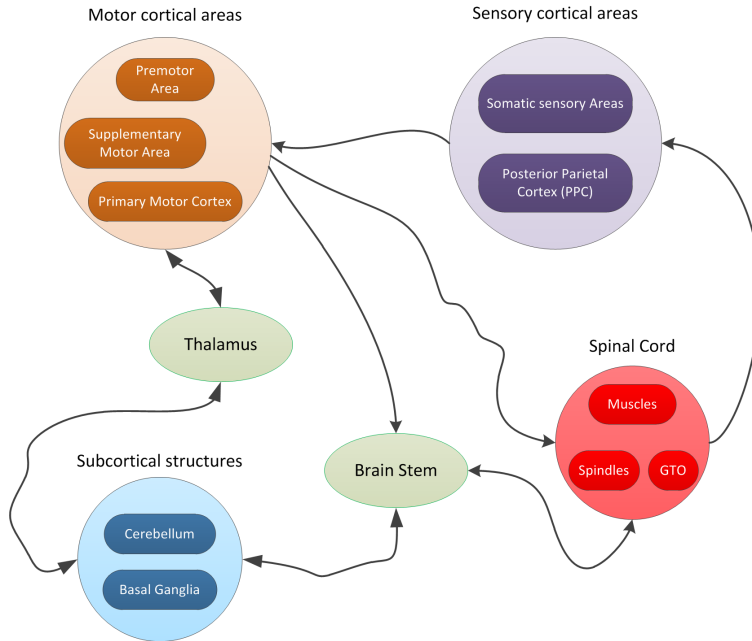 Motor cortical areas
Sensory cortical areas
Premotor
Area
Supplementary
Motor Area
Primary Motor Cortex
Somatic sensory Areas
Posterior Parietal
Cortex (PPC)
Thalamus
Spinal Cord
Muscles
Spindles
GTO
Brain Stem
Subcortical structures
Cerebellum
Basal Ganglia